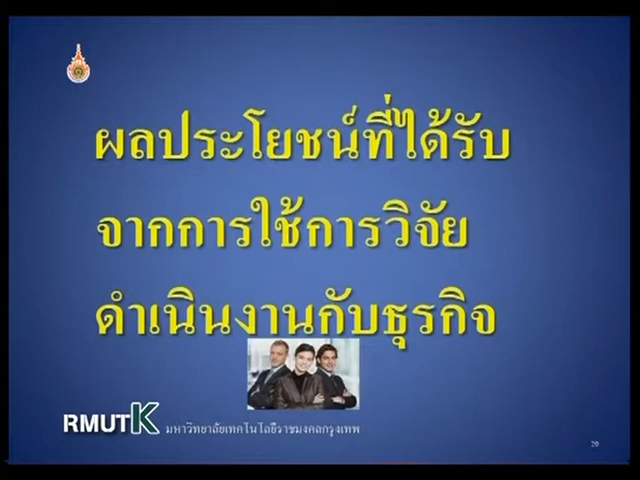 ผลประโยชน์ที่ได้รับ
จากการใช้การวิจัย
ดำเนินงานกับธุรกิจ
RMUTK มหาวิทยาลัยเทคโนโลยีราชมงคลกรุงเทพ
20